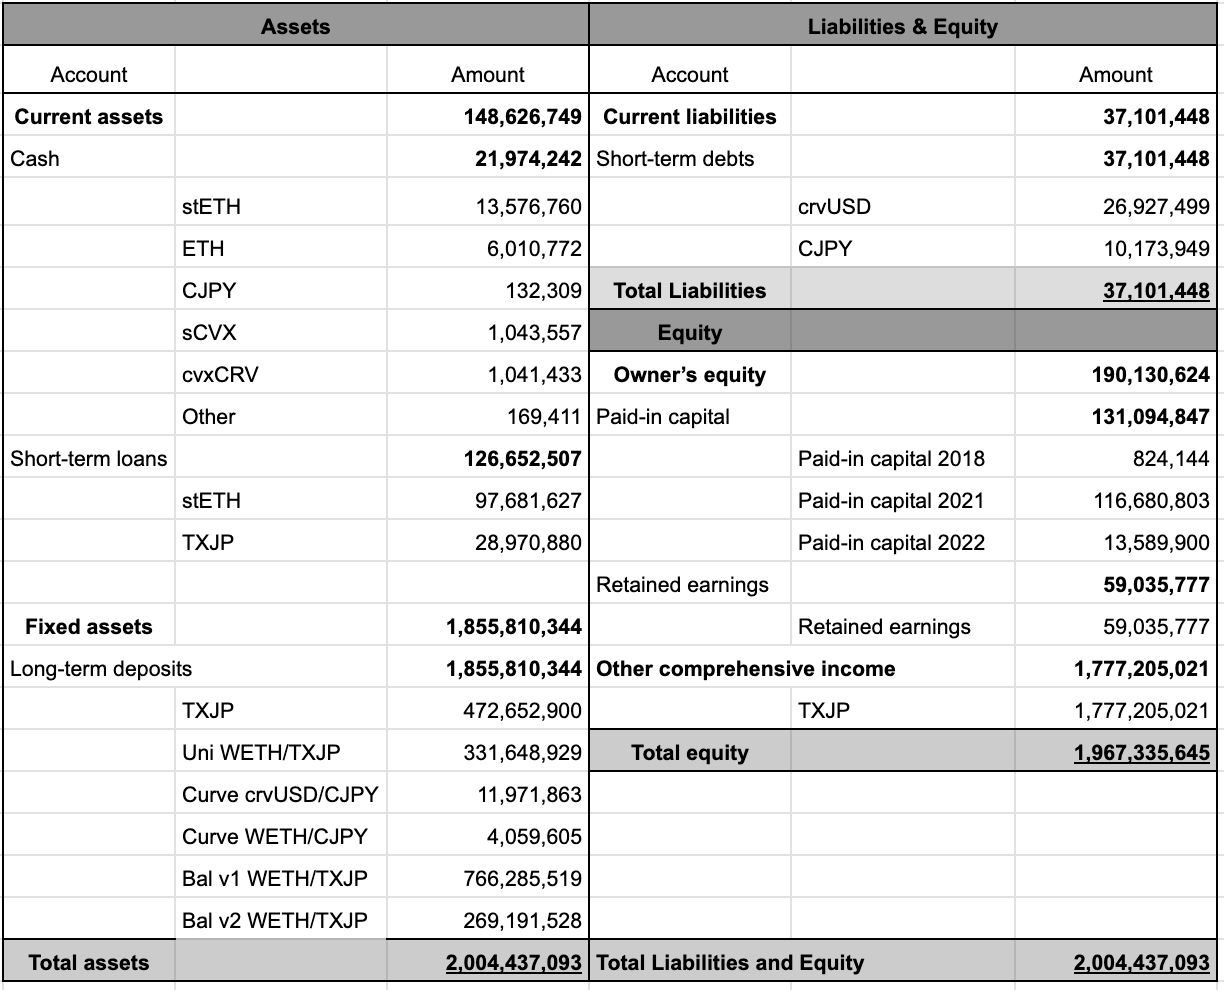 Assets Liabilities & Equity
Account Amount Account Amount
Current assets 148,626,749 Current liabilities 37,101,448
Cash 21,974,242 Short-term debts 37,101,448
stETH 13,576,760 crvUSD 26,927,499
ETH 6,010,772 CJPY 10,173,949
CJPY 132,309 Total Liabilities 37,101,448
sCVX 1,043,557 Equity
cvxCRV 1,041,433 Owner’s equity 190,130,624
Other 169,411 Paid-in capital 131,094,847
Short-term loans 126,652,507 Paid-in capital 2018 824,144
stETH 97,681,627 Paid-in capital 2021 116,680,803
TXJP 28,970,880 Paid-in capital 2022 13,589,900
Retained earnings 59,035,777
Fixed assets 1,855,810,344 Retained earnings 59,035,777
Long-term deposits 1,855,810,344 Other comprehensive income 1,777,205,021
TXJP 472,652,900 TXJP 1,777,205,021
Uni WETH/TXJP 331,648,929 Total equity 1,967,335,645
Curve crvUSD/CJPY 11,971,863
Curve WETH/CJPY 4,059,605
Bal v1 WETH/TXJP 766,285,519
Bal v2 WETH/TXJP 269,191,528
Total assets 2,004,437,093 Total Liabilities and Equity 2,004,437,093